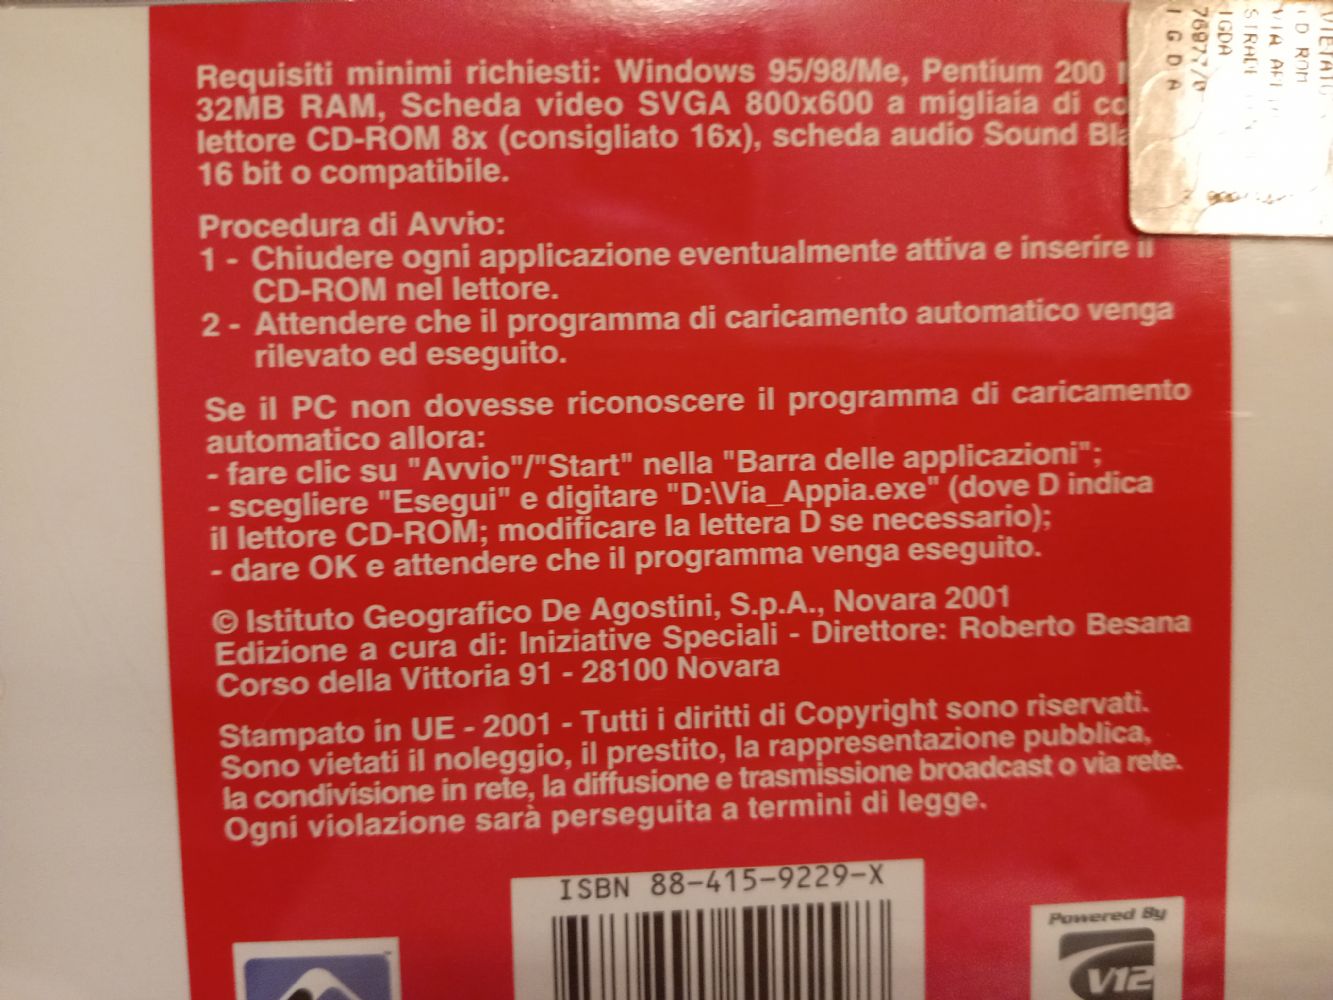 Requisiti minimi richiesti: Windows 95/98/Me, Pentium 200
32MB RAM, Scheda video SVGA 800x600 a migliaia di
lettore CD-ROM 8x (consigliato 16x), scheda audio Sound
16 bit o compatibile.
Procedura di Avvio:
1 - Chiudere ogni applicazione eventualmente attiva e inserire il
CD-ROM nel lettore.
2 - Attendere che il programma di caricamento automatico venga
rilevato ed eseguito.
Se il PC non dovesse riconoscere il programma di caricamento
automatico allora:
- fare clic su "Avvio"/"Start" nella "Barra delle applicazioni";
- scegliere "Esegui" e digitare "D:\Via_Appia.exe" (dove D indica
il lettore CD-ROM; modificare la lettera D se necessario);
- dare OK e attendere che il programma venga eseguito.
© Istituto Geografico De Agostini, S.p.A., Novara 2001
Edizione a cura di: Iniziative Speciali - Direttore: Roberto Besana
Corso della Vittoria 91 - 28100 Novara
Stampato in UE - 2001 - Tutti i diritti di Copyright sono riservati.
Sono vietati il noleggio, il prestito, la rappresentazione pubblica,
la condivisione in rete, la diffusione e trasmissione broadcast o via rete.
Ogni violazione sarà perseguita a termini di legge.
ISBN 88-415-9229-X
Powered By
V12
CD ROM
VIA
IGDA
IGDA